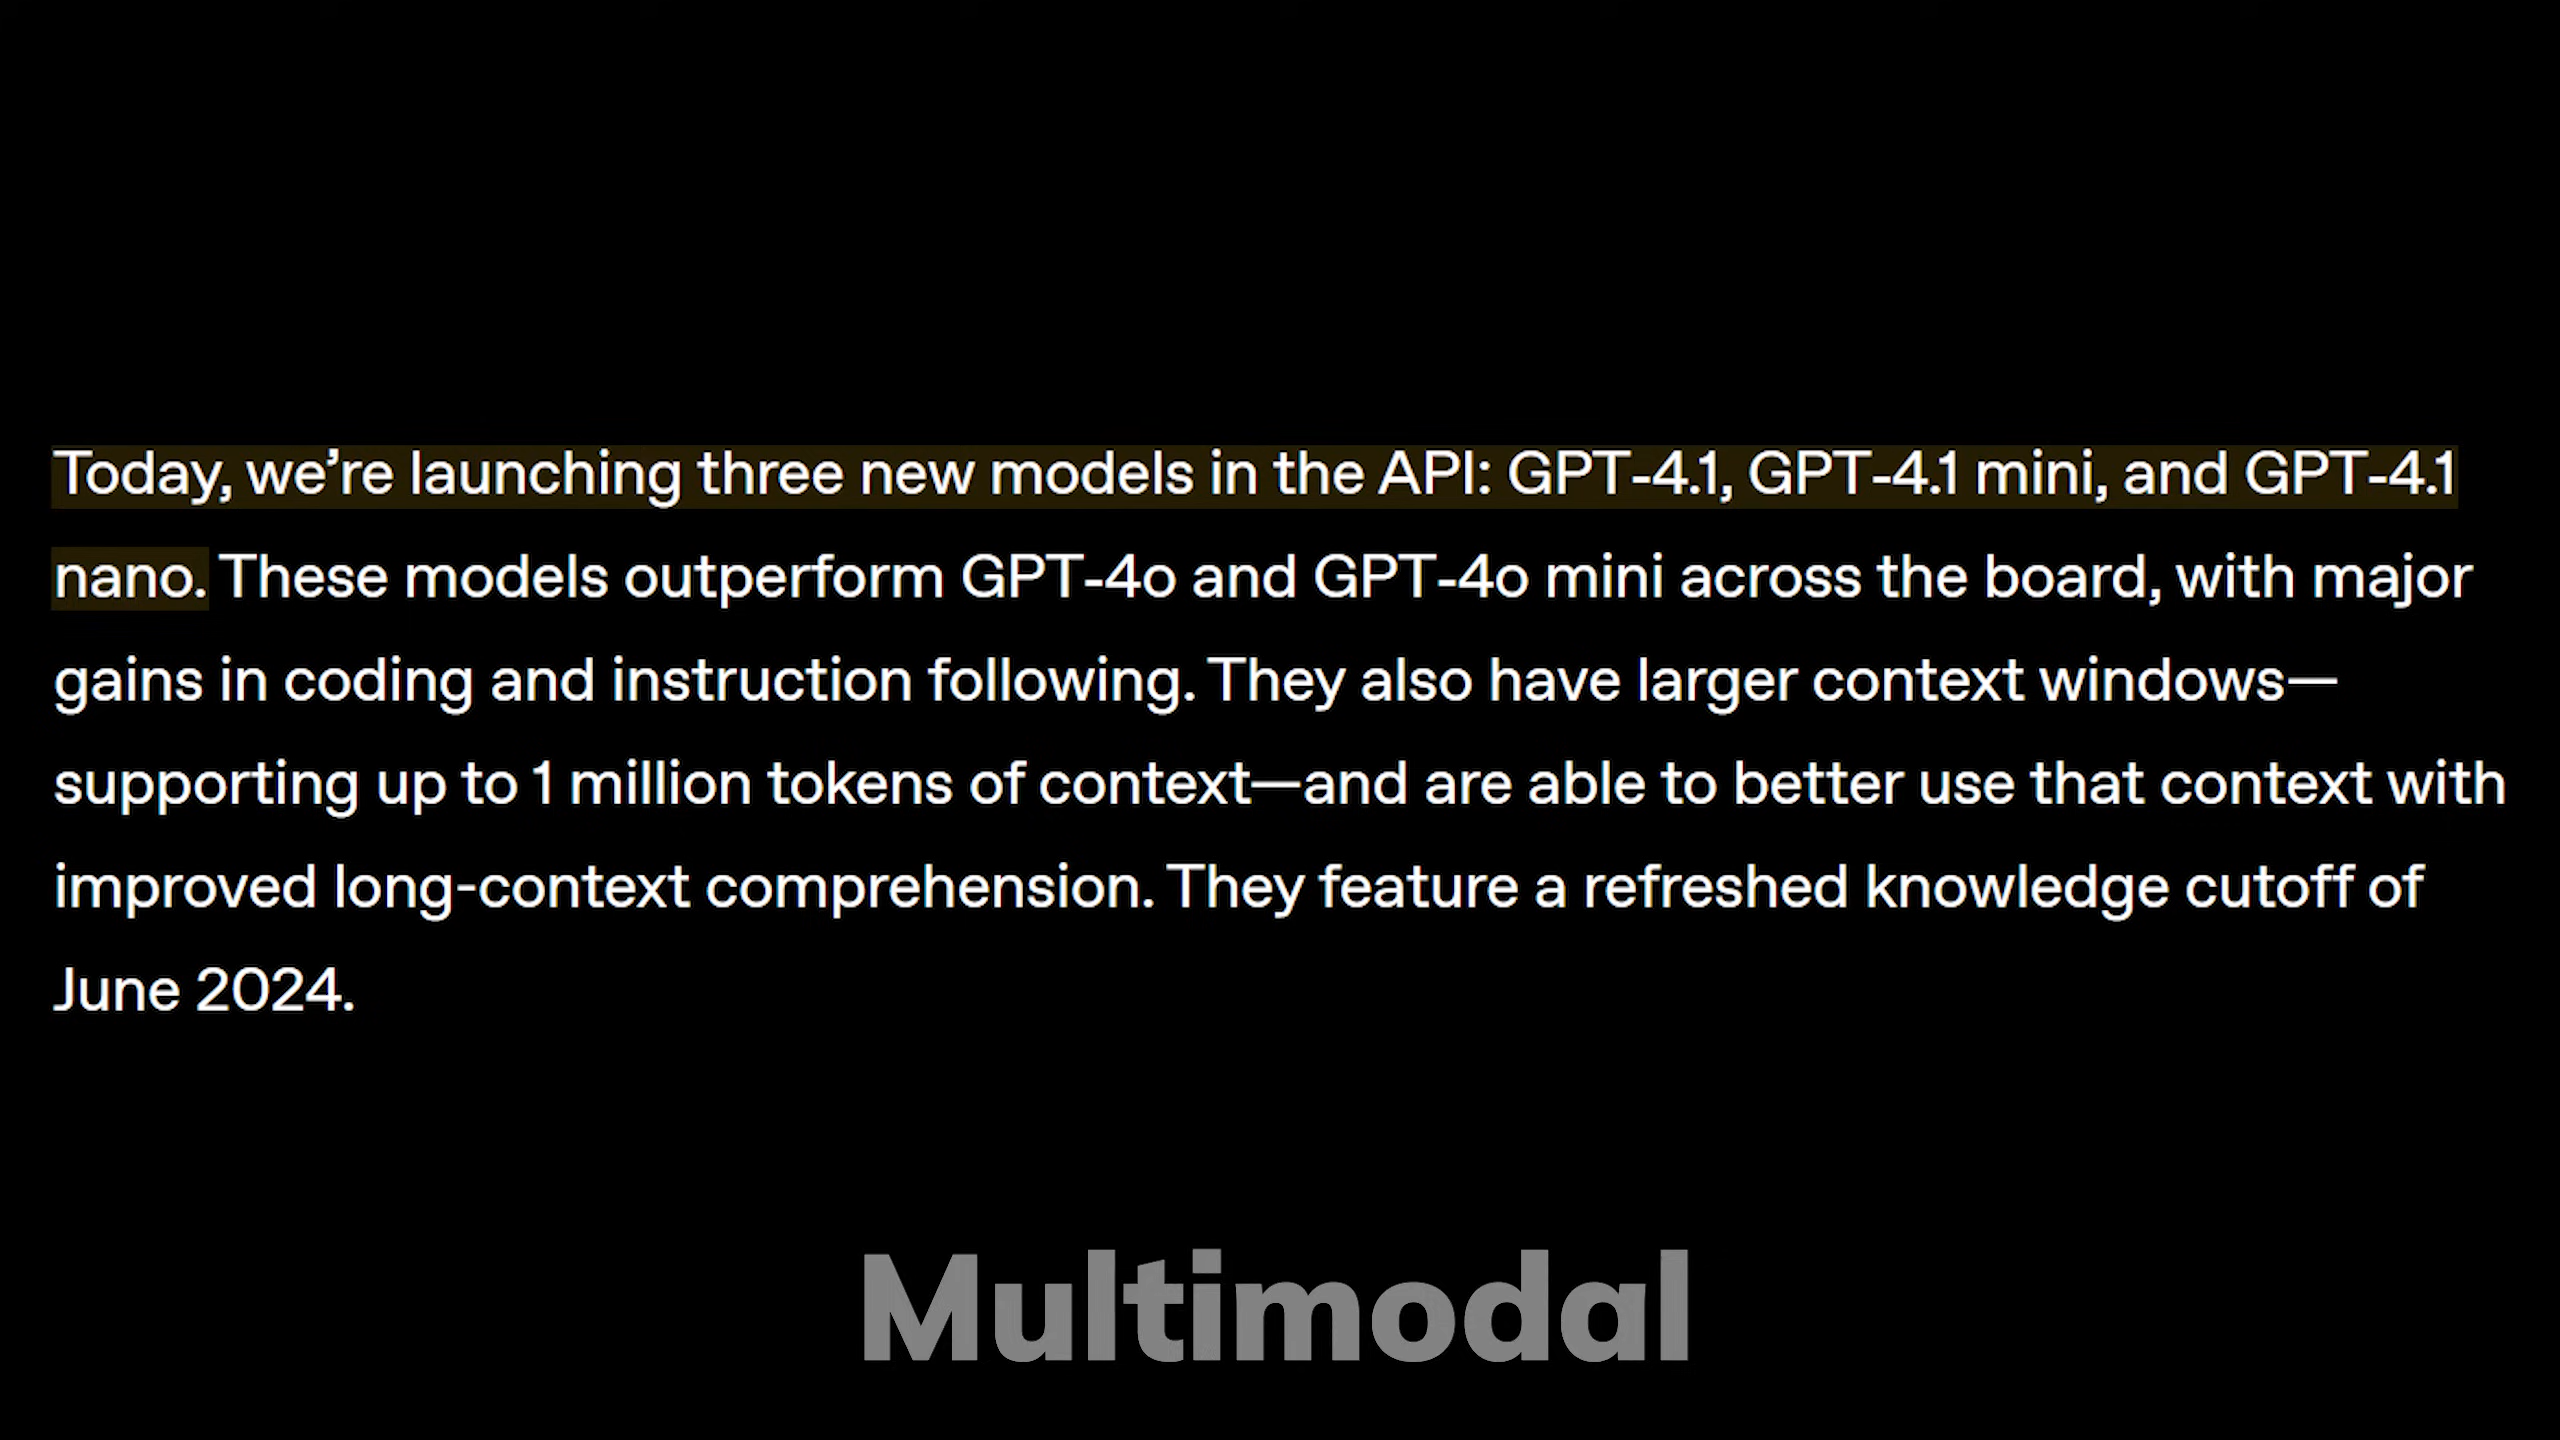 Today, we’re launching three new models in the API: GPT-4.1, GPT-4.1 mini, and GPT-4.1
nano. These models outperform GPT-4o and GPT-4o mini across the board, with major
gains in coding and instruction following. They also have larger context windows—
supporting up to 1 million tokens of context—and are able to better use that context with
improved long-context comprehension. They feature a refreshed knowledge cutoff of
June 2024.
Multimodal